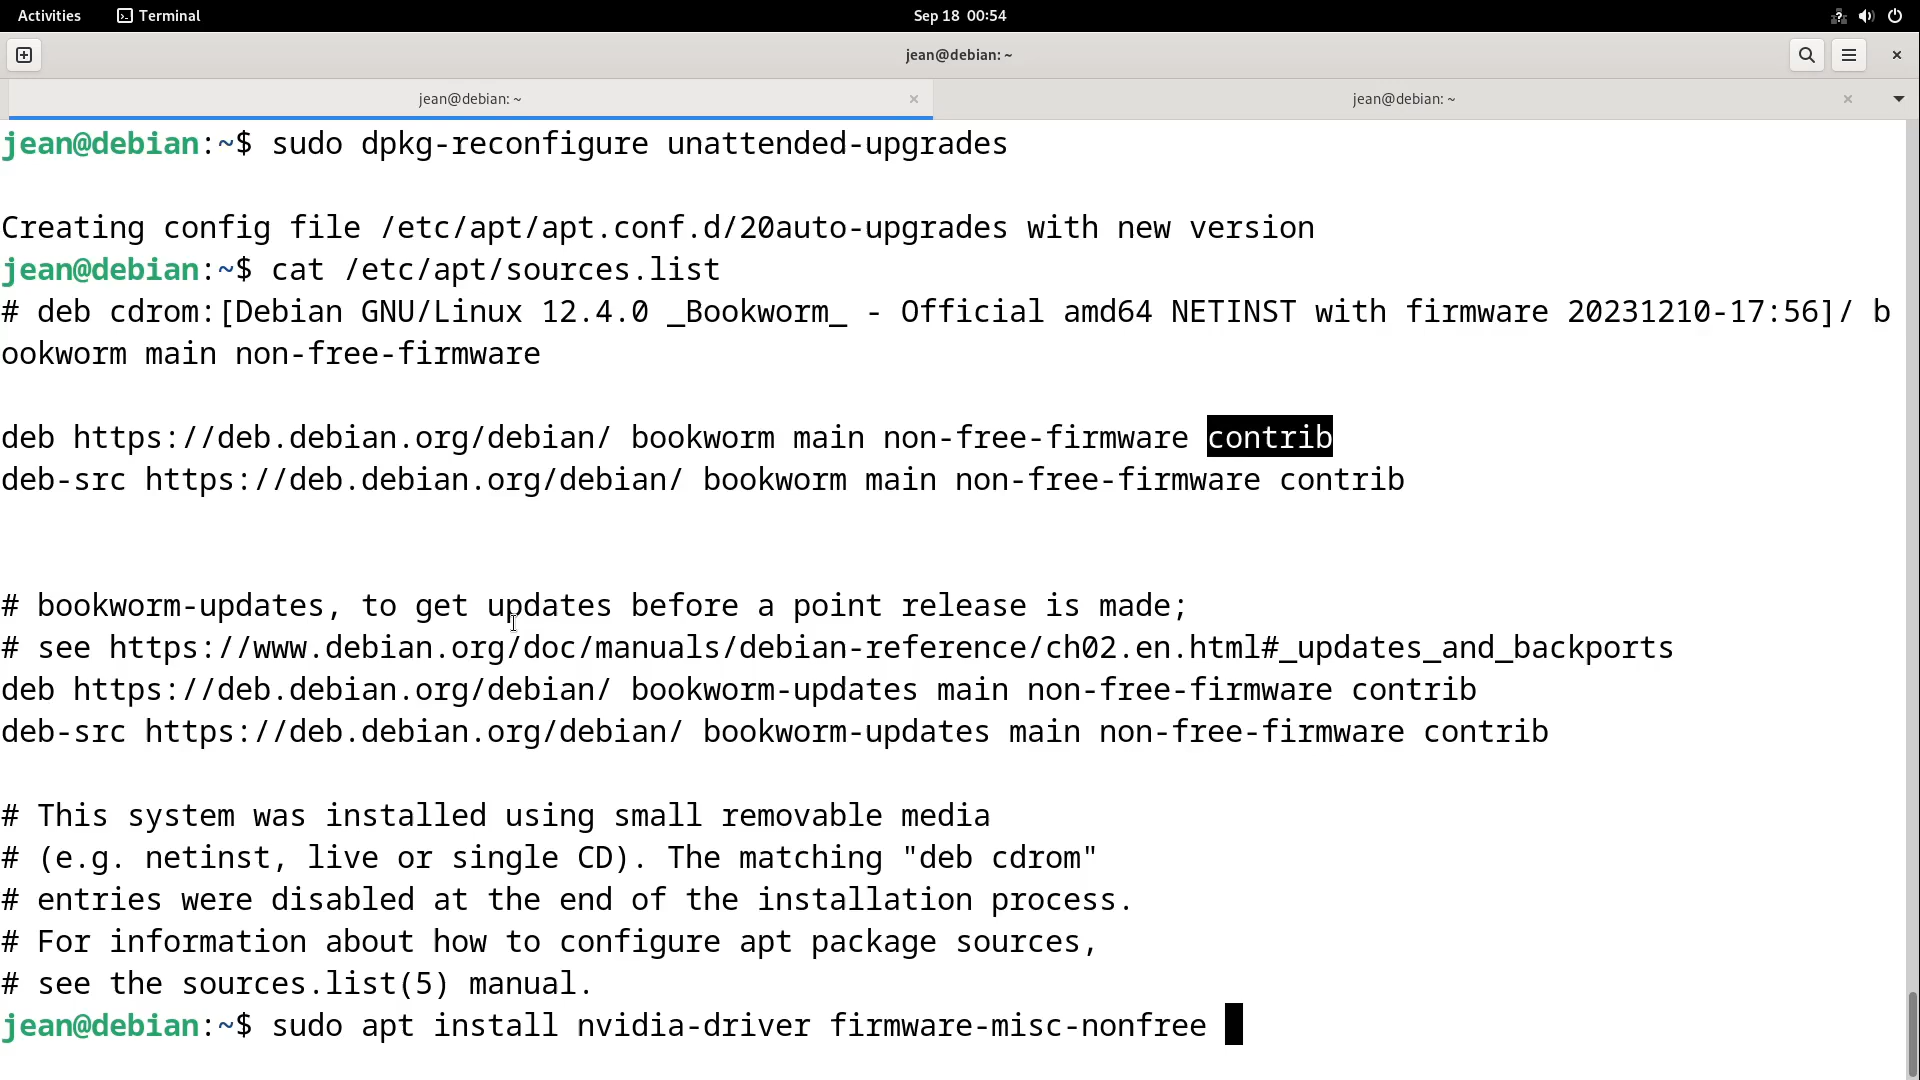 Activities
Terminal
Sep 18 00:54
jean@debian: ~
jean@debian: ~
jean@debian: ~
jean@debian:~$ sudo dpkg-reconfigure unattended-upgrades
Creating config file /etc/apt/apt.conf.d/20auto-upgrades with new version
jean@debian:~$ cat /etc/apt/sources.list
# deb cdrom:[Debian GNU/Linux 12.4.0 _Bookworm_ - Official amd64 NETINST with firmware 20231210-17:56]/ b
ookworm main non-free-firmware
deb https://deb.debian.org/debian/ bookworm main non-free-firmware contrib
deb-src https://deb.debian.org/debian/ bookworm main non-free-firmware contrib
# bookworm-updates, to get updates before a point release is made;
# see https://www.debian.org/doc/manuals/debian-reference/ch02.en.html#_updates_and_backports
deb https://deb.debian.org/debian/ bookworm-updates main non-free-firmware contrib
deb-src https://deb.debian.org/debian/ bookworm-updates main non-free-firmware contrib
# This system was installed using small removable media
# (e.g. netinst, live or single CD). The matching "deb cdrom"
# entries were disabled at the end of the installation process.
# For information about how to configure apt package sources,
# see the sources.list(5) manual.
jean@debian:~$ sudo apt install nvidia-driver firmware-misc-nonfree